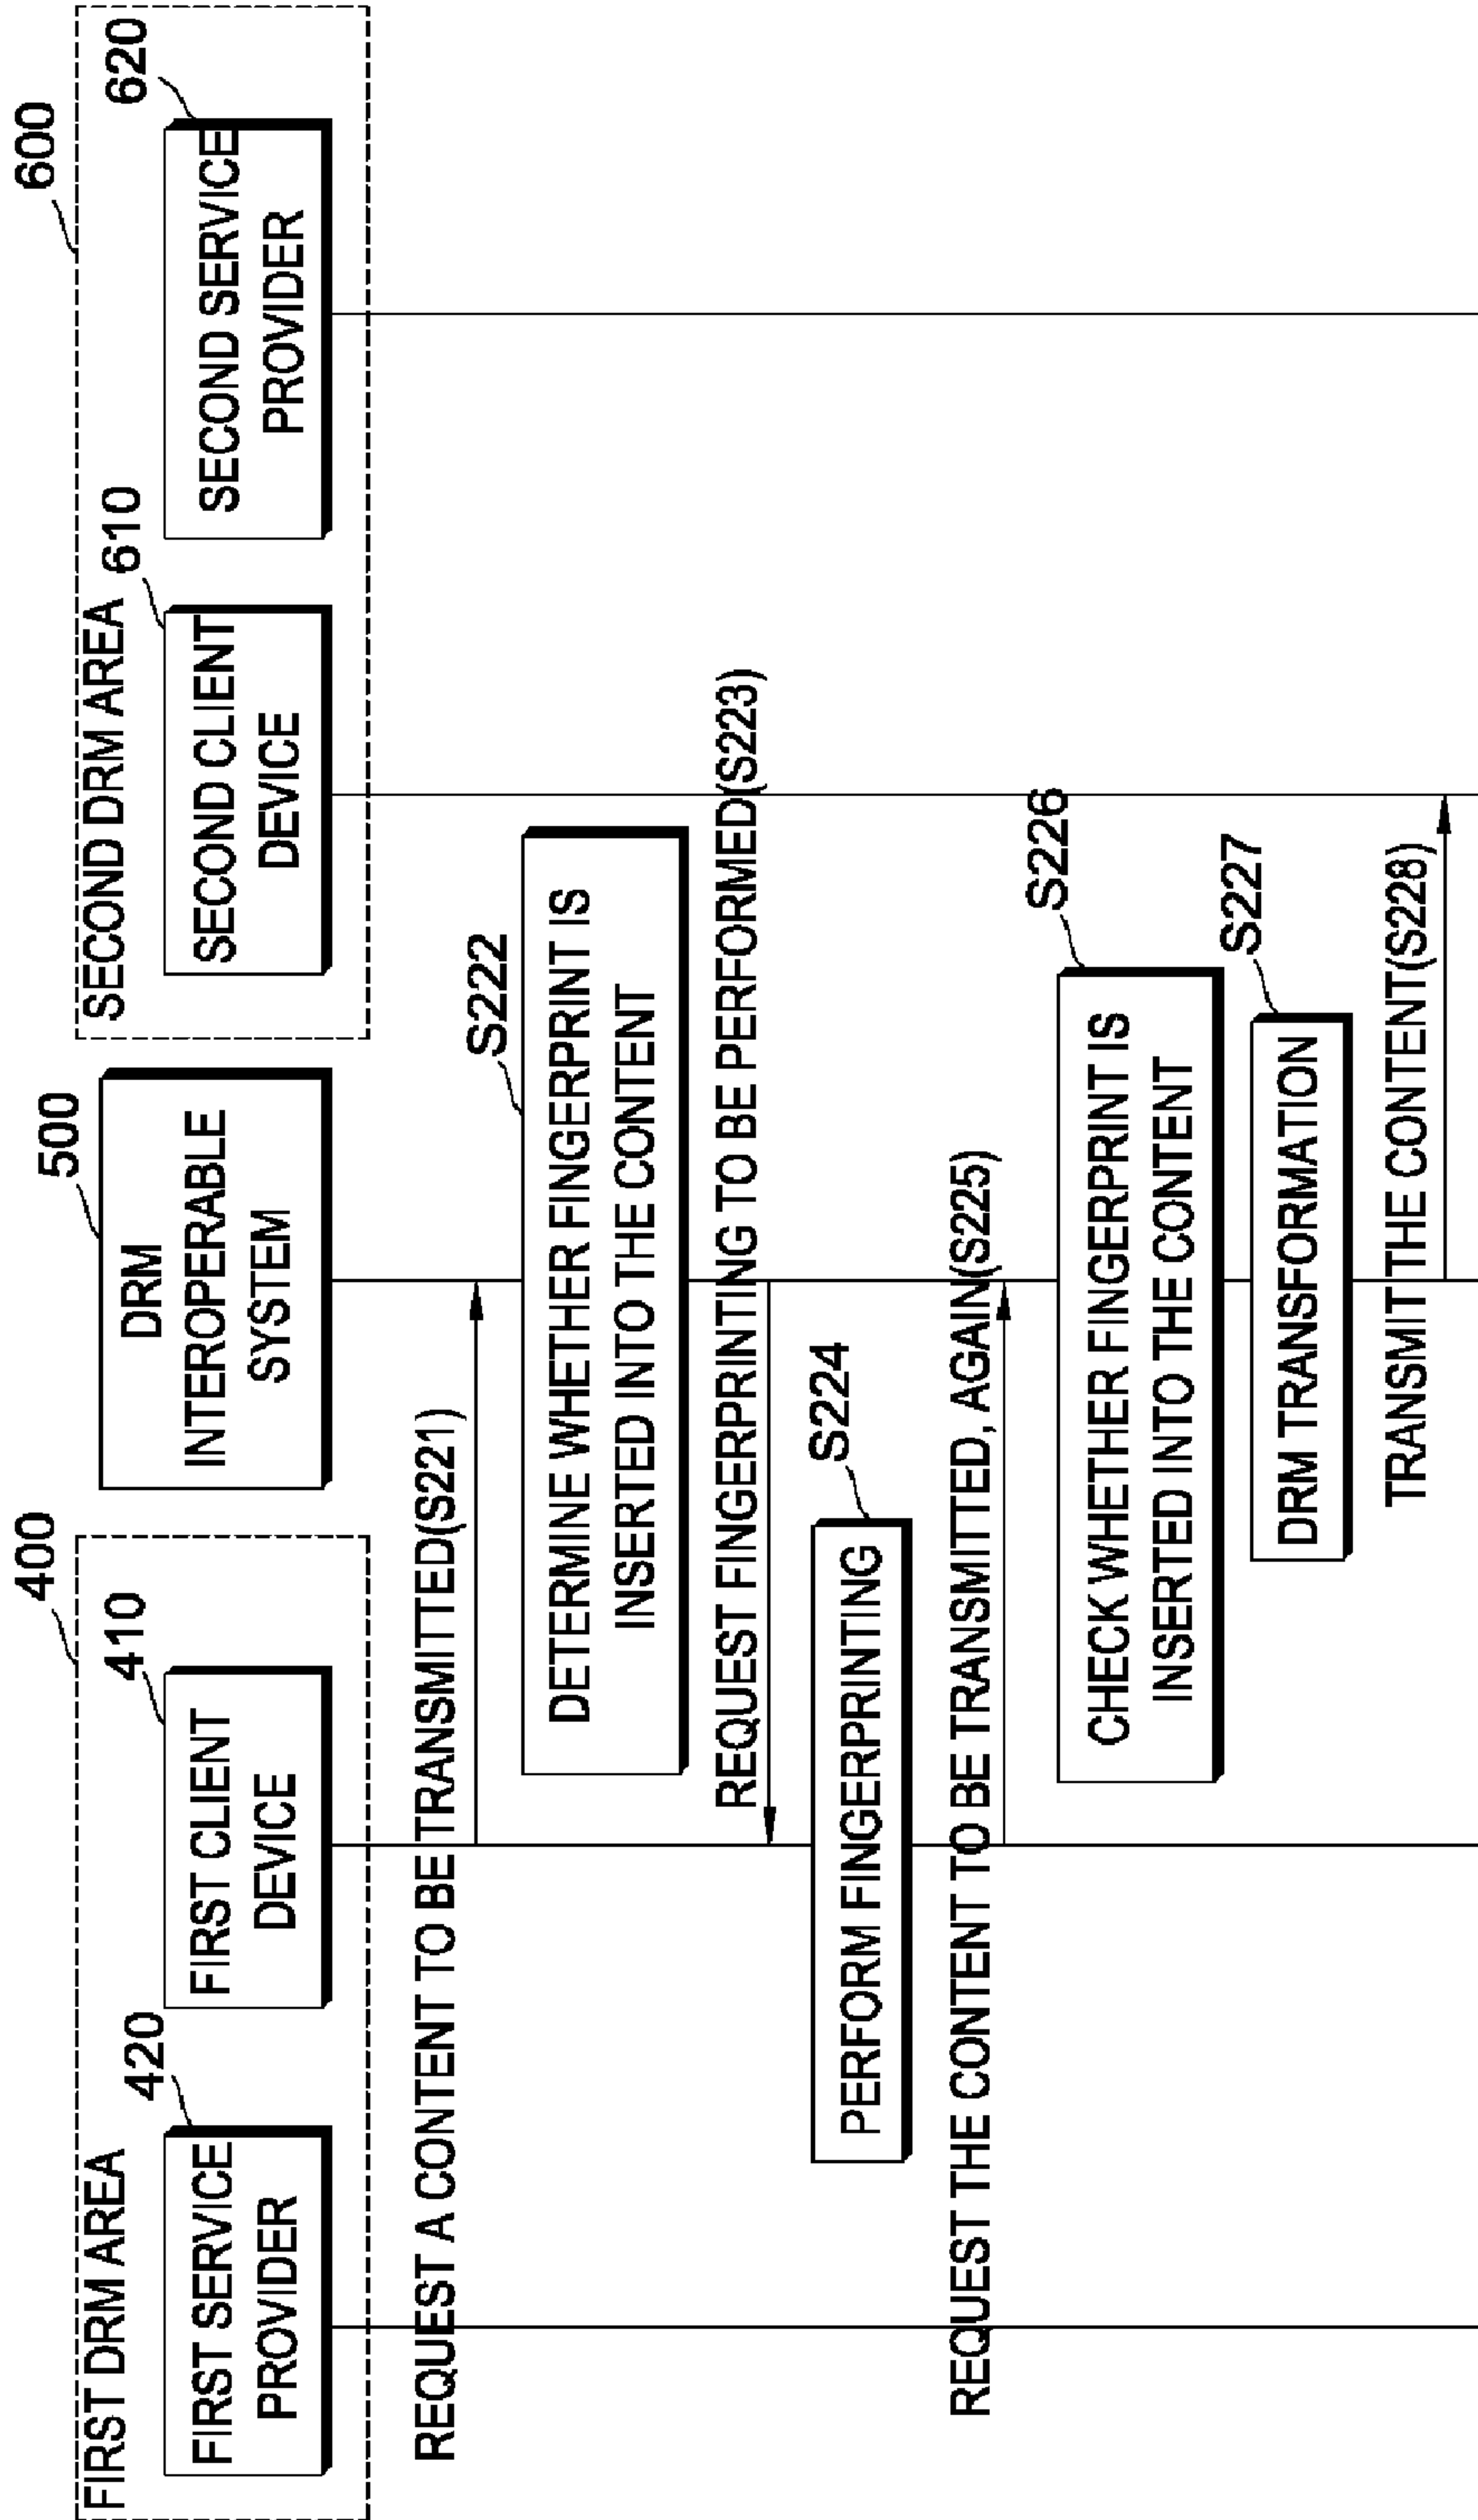 400
600
FIRST DRM AREA
420
410
500
SECOND DRM AREA
610
620
FIRST SERVICE
PROVIDER
FIRST CLIENT
DEVICE
DRM
INTEROPERABLE
SYSTEM
SECOND CLIENT
DEVICE
SECOND SERVICE
PROVIDER
REQUEST A CONTENT TO BE TRANSMITTED(S221)
S222
DETERMINE WHETHER FINGERPRINT IS
INSERTED INTO THE CONTENT
REQUEST FINGERPRINTING TO BE PERFORMED(S223)
S224
PERFORM FINGERPRINTING
REQUEST THE CONTENT TO BE TRANSMITTED, AGAIN(S225)
S226
CHECK WHETHER FINGERPRINT IS
INSERTED INTO THE CONTENT
S227
DRM TRANSFORMATION
TRANSMIT THE CONTENT(S228)